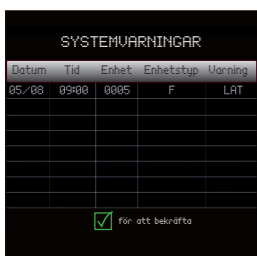 SYSTEMVARNINGAR
Datum Tid Enhet Enhetstyp Varning
05/08 09:00 0005 F LAT
för att bekräfta